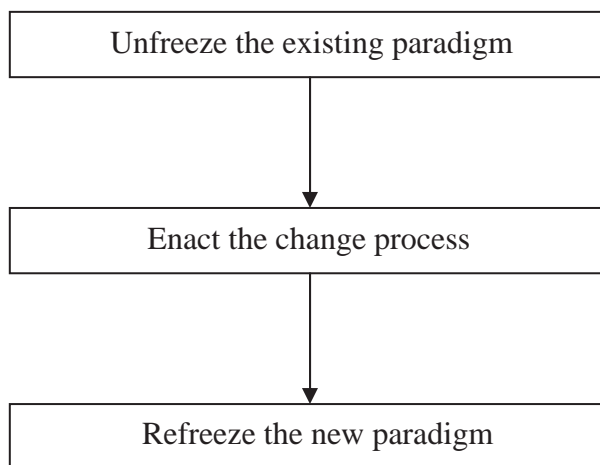 Unfreeze the existing paradigm
Enact the change process
Refreeze the new paradigm